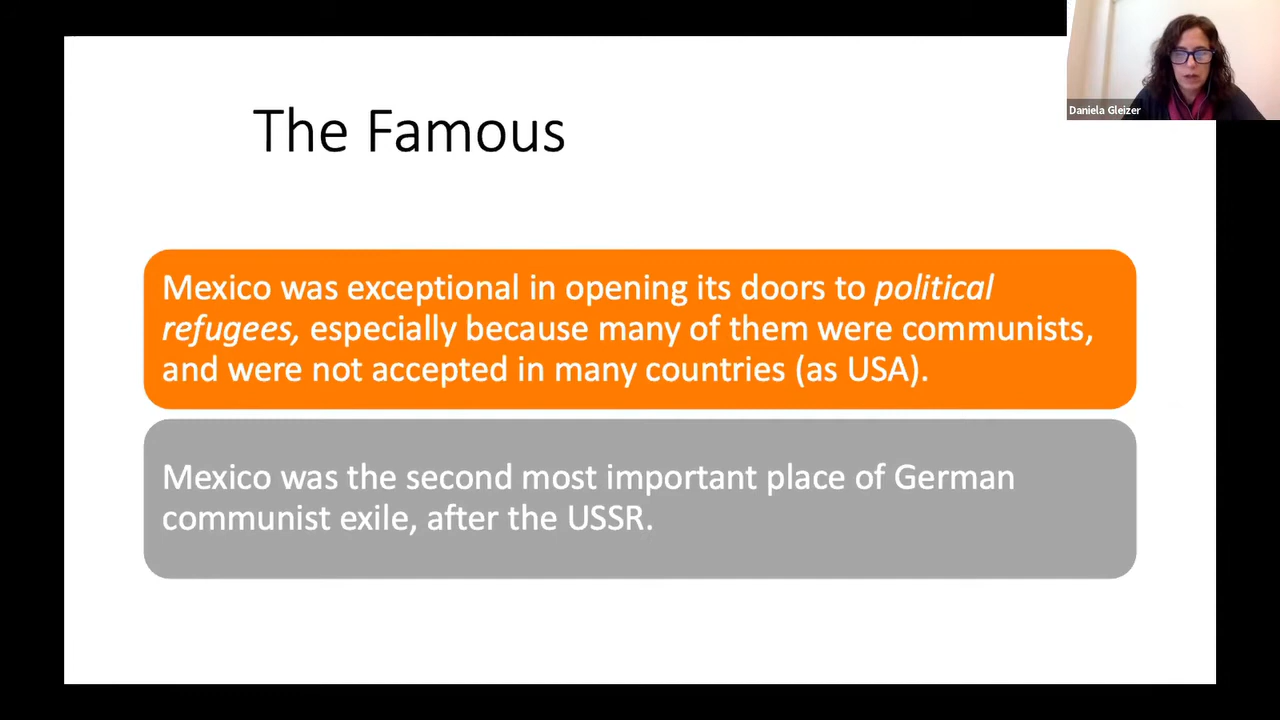 Daniela Gleizer
The Famous
Mexico was exceptional in opening its doors to political
refugees, especially because many of them were communists,
and were not accepted in many countries (as USA).
Mexico was the second most important place of German
communist exile, after the USSR.